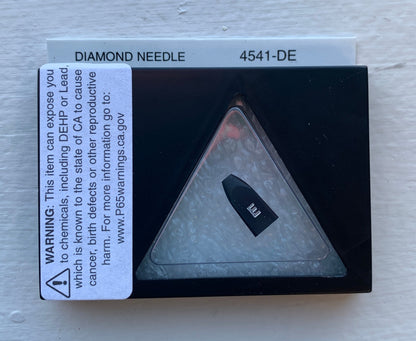 DIAMOND NEEDLE 4541-DE
WARNING: This item can expose you
to chemicals, including DEHP or Lead.
which is known to the state of CA to cause
cancer, birth defects or other reproductive
harm. For more information go to:
www.P65warnings.ca.gov